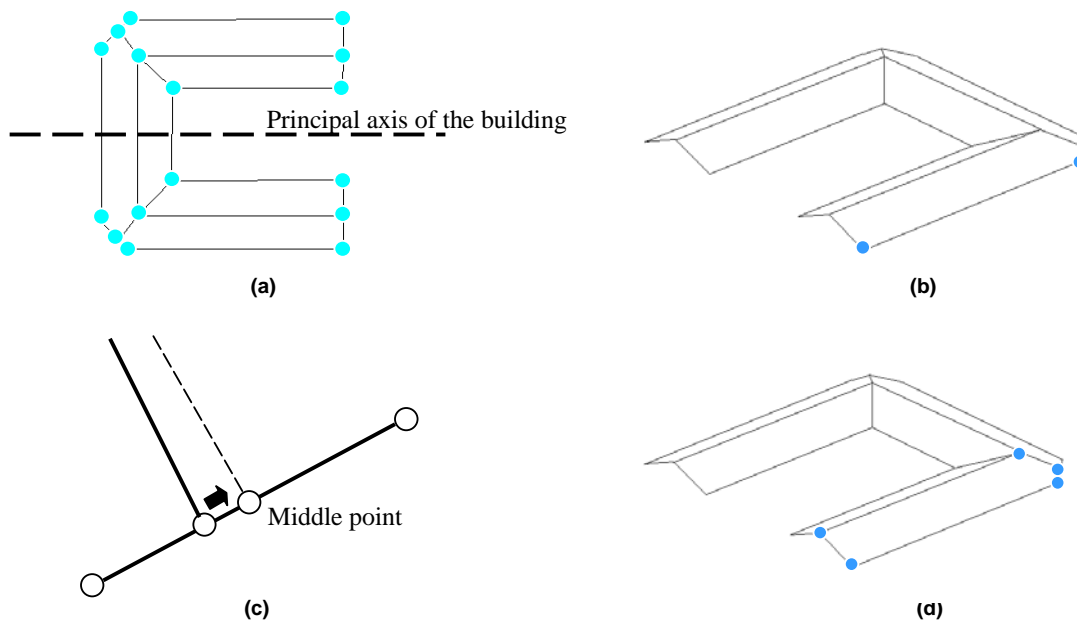 Principal axis of the building
(a)
(b)
Middle point
(c)
(d)